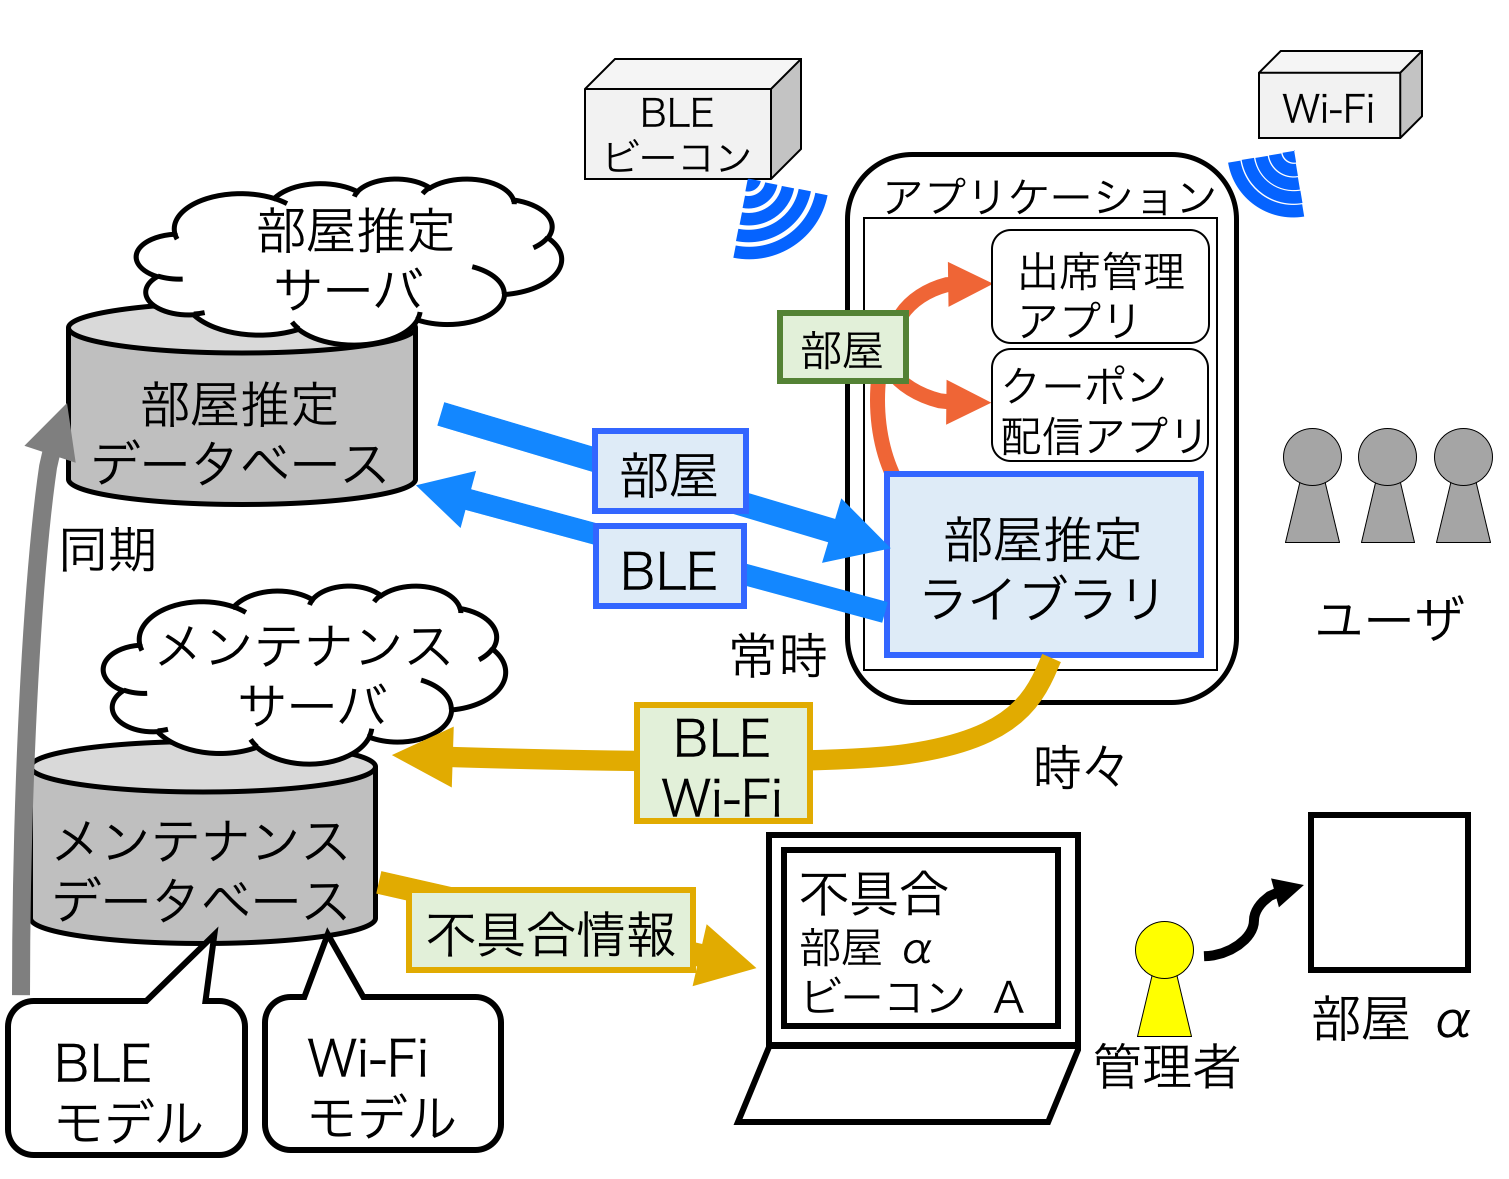 BLE
ビーコン
Wi-Fi
アプリケーション
部屋推定
サーバ
出席管理
アプリ
部屋
クーポン
配信アプリ
部屋推定
データベース
部屋
BLE
部屋推定
ライブラリ
同期
常時
ユーザ
メンテナンス
サーバ
BLE
Wi-Fi
時々
メンテナンス
データベース
不具合情報
不具合
部屋 α
ビーコン A
管理者
部屋 α
BLE
モデル
Wi-Fi
モデル